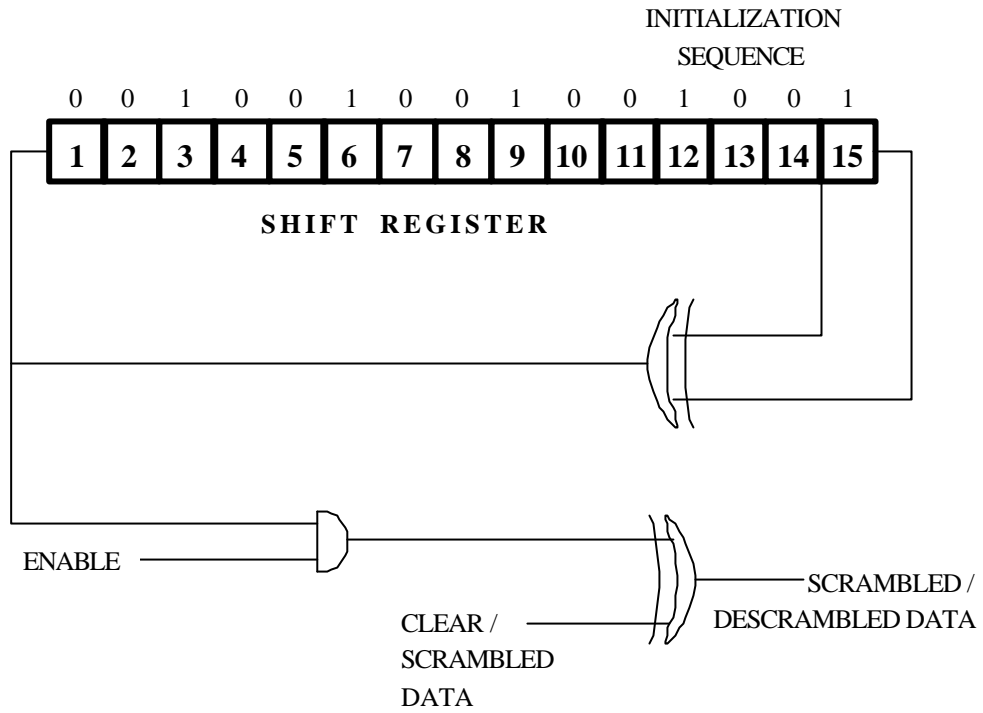 INITIALIZATION
SEQUENCE
0 0 1 0 0 1 0 0 1 0 0 1 0 0 1
1 2 3 4 5 6 7 8 9 10 11 12 13 14 15
SHIFT REGISTER
ENABLE
CLEAR /
SCRAMBLED
DATA
SCRAMBLED /
DESCRAMBLED DATA